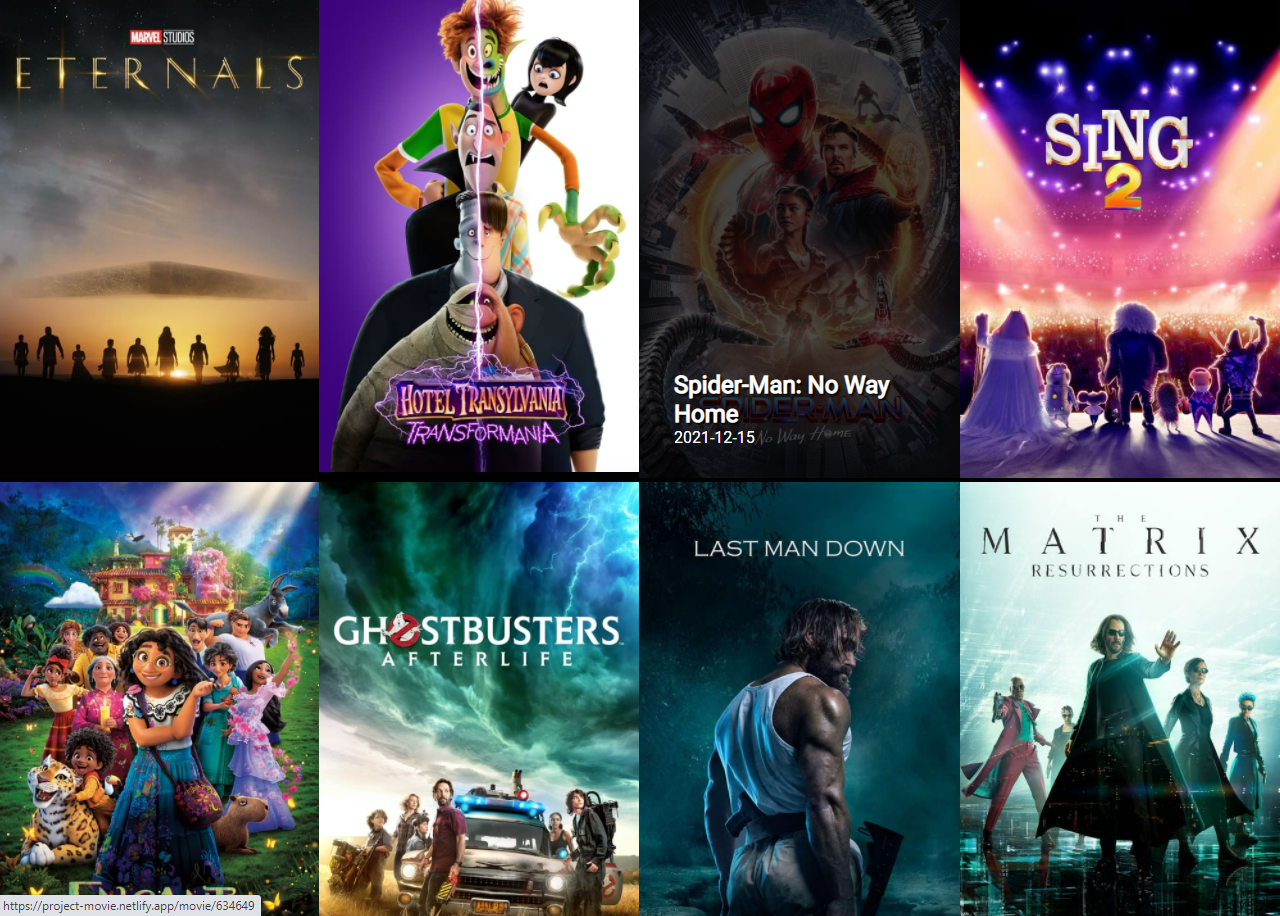 MARVEL STUDIOS
ETERNALS
HOTEL TRANSYLVANIA
TRANSFORMANIA
Spider-Man: No Way
Home
2021-12-15
SPIDER-MAN
No Way Home
SING
2
ENCANT
GHOSTBUSTERS
AFTERLIFE
LAST MAN DOWN
THE
MATRIX
RESURRECTIONS
https://project-movie.netlify.app/movie/634649